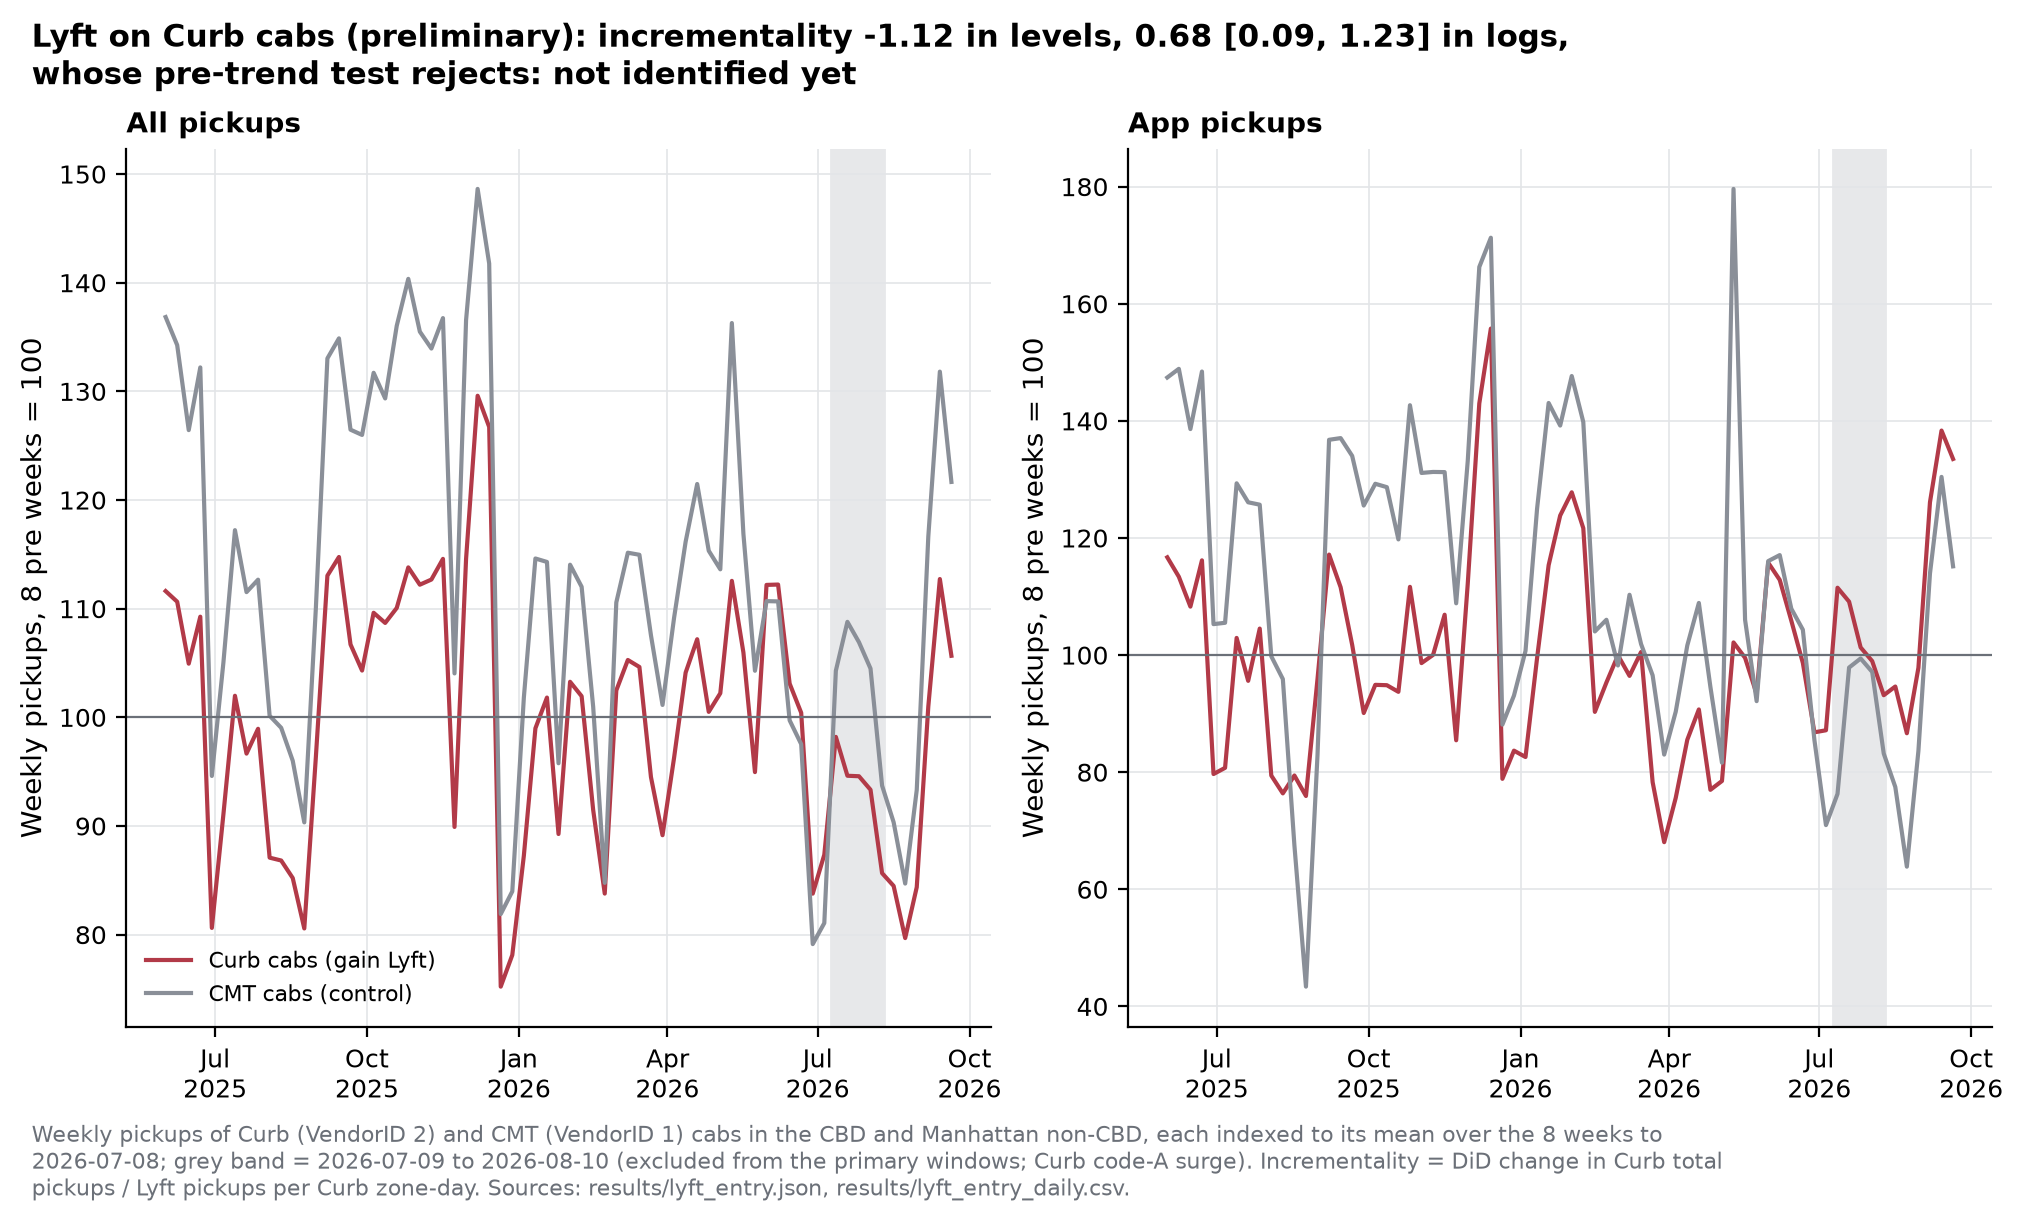 Lyft on Curb cabs (preliminary): incrementality -1.12 in levels, 0.68 [0.09, 1.23] in logs,
whose pre-trend test rejects: not identified yet
All pickups
Weekly pickups, 8 pre weeks = 100
150
140
130
120
110
100
90
80
Curb cabs (gain Lyft)
CMT cabs (control)
Jul
2025
Oct
2025
Jan
2026
Apr
2026
Jul
2026
Oct
2026
App pickups
Weekly pickups, 8 pre weeks = 100
180
160
140
120
100
80
60
40
Jul
2025
Oct
2025
Jan
2026
Apr
2026
Jul
2026
Oct
2026
Weekly pickups of Curb (VendorID 2) and CMT (VendorID 1) cabs in the CBD and Manhattan non-CBD, each indexed to its mean over the 8 weeks to
2026-07-08; grey band = 2026-07-09 to 2026-08-10 (excluded from the primary windows; Curb code-A surge). Incrementality = DiD change in Curb total
pickups / Lyft pickups per Curb zone-day. Sources: results/lyft_entry.json, results/lyft_entry_daily.csv.